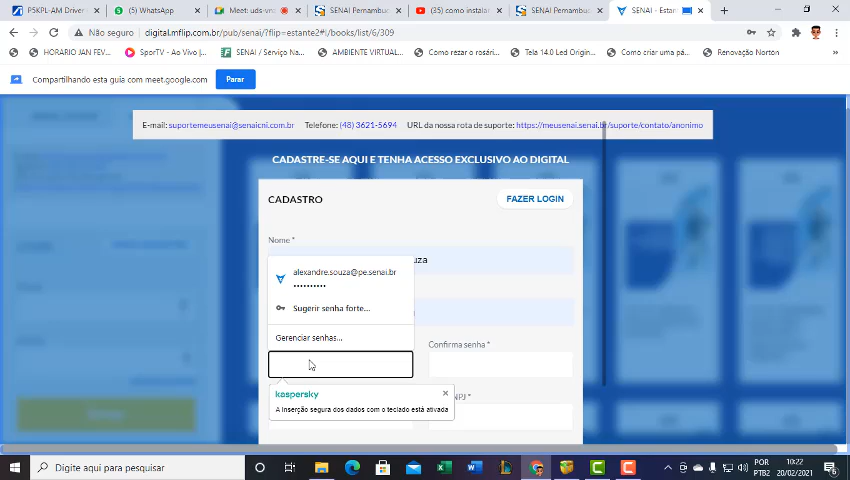 P5KPL-AM Driver
(5) WhatsApp
Meet: uds-vnd
SENAI Pernambuc
(35) como instalar
SENAI Pernambuc
SENAI - Estan
Não seguro | digital.mflip.com.br/pub/senai/?flip=estante2#l/books/list/6/309
HORARIO JAN FEV...
SporTV - Ao Vivo |...
SENAI / Serviço Na...
AMBIENTE VIRTUAL...
Como rezar o rosári...
Tela 14.0 Led Origin...
Como criar uma pá...
Renovação Norton
Compartilhando esta guia com meet.google.com
Parar
E-mail: suportemeusenai@senaicni.com.br Telefone: (48) 3621-5694 URL da nossa rota de suporte: https://meusenai.senai.br/suporte/contato/anonimo
CADASTRE-SE AQUI E TENHA ACESSO EXCLUSIVO AO DIGITAL
CADASTRO
FAZER LOGIN
Nome *
uza
alexandre.souza@pe.senai.br
••••••••••
Sugerir senha forte...
Gerenciar senhas...
Confirma senha *
kaspersky
A inserção segura dos dados com o teclado está ativada
NPJ *
Digite aqui para pesquisar
POR
PTB2
10:22
20/02/2021